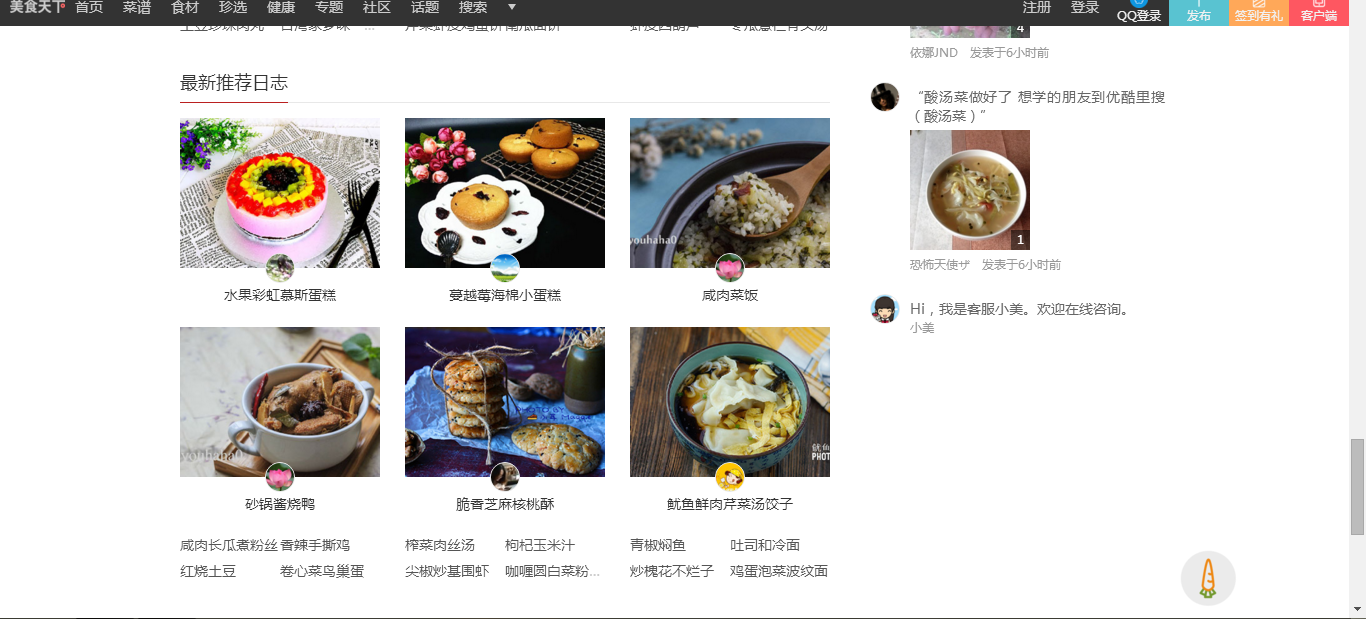 美食天下 首页 菜谱 食材 珍选 健康 专题 社区 话题 搜索 ▼ 注册 登录 QQ登录 发布 签到有礼 客户端
4
依娜JND 发表于6小时前
最新推荐日志
“酸汤菜做好了 想学的朋友到优酷里搜
（酸汤菜）”
youhaha0
1
恐怖天使ザ 发表于6小时前
水果彩虹慕斯蛋糕 蔓越莓海棉小蛋糕 咸肉菜饭
Hi，我是客服小美。欢迎在线咨询。
小美
PHOTO BY
youhaha0
鱿鱼
PHOT
砂锅酱烧鸭 脆香芝麻核桃酥 鱿鱼鲜肉芹菜汤饺子
咸肉长瓜煮粉丝 香辣手撕鸡 榨菜肉丝汤 枸杞玉米汁 青椒焖鱼 吐司和冷面
红烧土豆 卷心菜鸟巢蛋 尖椒炒基围虾 咖喱圆白菜粉... 炒槐花不烂子 鸡蛋泡菜波纹面